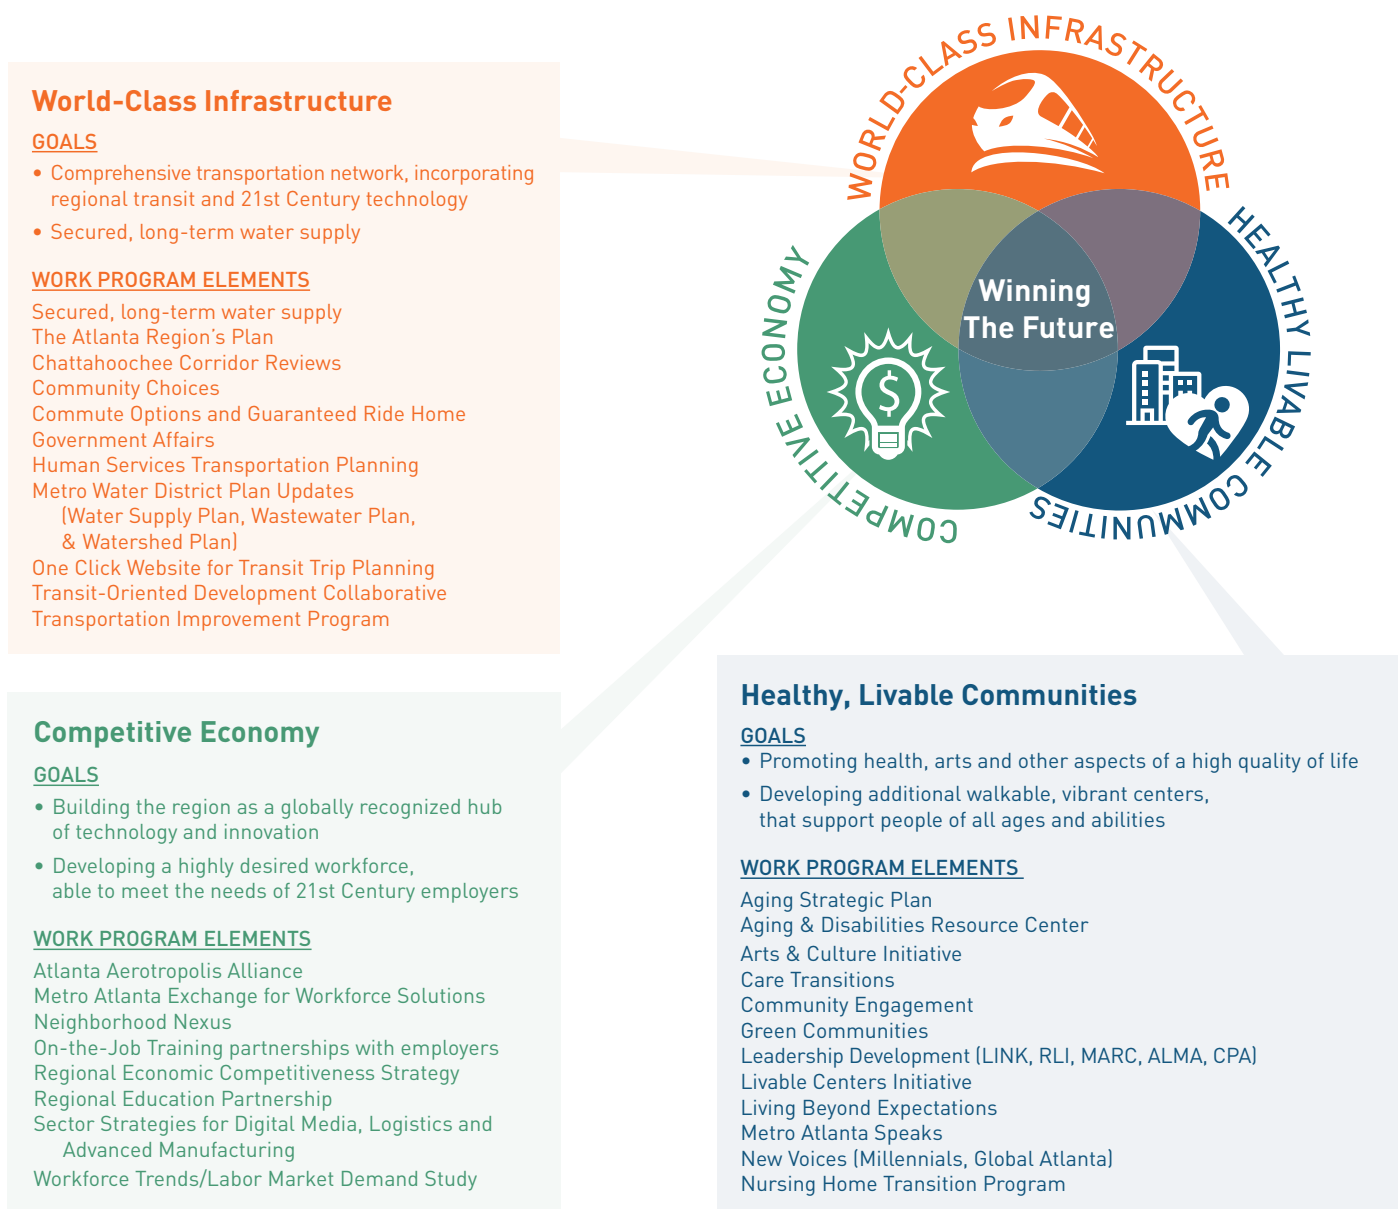 WORLD-CLASS INFRASTRUCTURE
HEALTHY LIVABLE COMMUNITIES
COMPETITIVE ECONOMY
Winning
The Future
$
World-Class Infrastructure
GOALS
• Comprehensive transportation network, incorporating
regional transit and 21st Century technology
• Secured, long-term water supply
WORK PROGRAM ELEMENTS
Secured, long-term water supply
The Atlanta Region's Plan
Chattahoochee Corridor Reviews
Community Choices
Commute Options and Guaranteed Ride Home
Government Affairs
Human Services Transportation Planning
Metro Water District Plan Updates
(Water Supply Plan, Wastewater Plan,
& Watershed Plan)
One Click Website for Transit Trip Planning
Transit-Oriented Development Collaborative
Transportation Improvement Program
Competitive Economy
GOALS
• Building the region as a globally recognized hub
of technology and innovation
• Developing a highly desired workforce,
able to meet the needs of 21st Century employers
WORK PROGRAM ELEMENTS
Atlanta Aerotropolis Alliance
Metro Atlanta Exchange for Workforce Solutions
Neighborhood Nexus
On-the-Job Training partnerships with employers
Regional Economic Competitiveness Strategy
Regional Education Partnership
Sector Strategies for Digital Media, Logistics and
Advanced Manufacturing
Workforce Trends/Labor Market Demand Study
Healthy, Livable Communities
GOALS
• Promoting health, arts and other aspects of a high quality of life
• Developing additional walkable, vibrant centers,
that support people of all ages and abilities
WORK PROGRAM ELEMENTS
Aging Strategic Plan
Aging & Disabilities Resource Center
Arts & Culture Initiative
Care Transitions
Community Engagement
Green Communities
Leadership Development (LINK, RLI, MARC, ALMA, CPA)
Livable Centers Initiative
Living Beyond Expectations
Metro Atlanta Speaks
New Voices (Millennials, Global Atlanta)
Nursing Home Transition Program